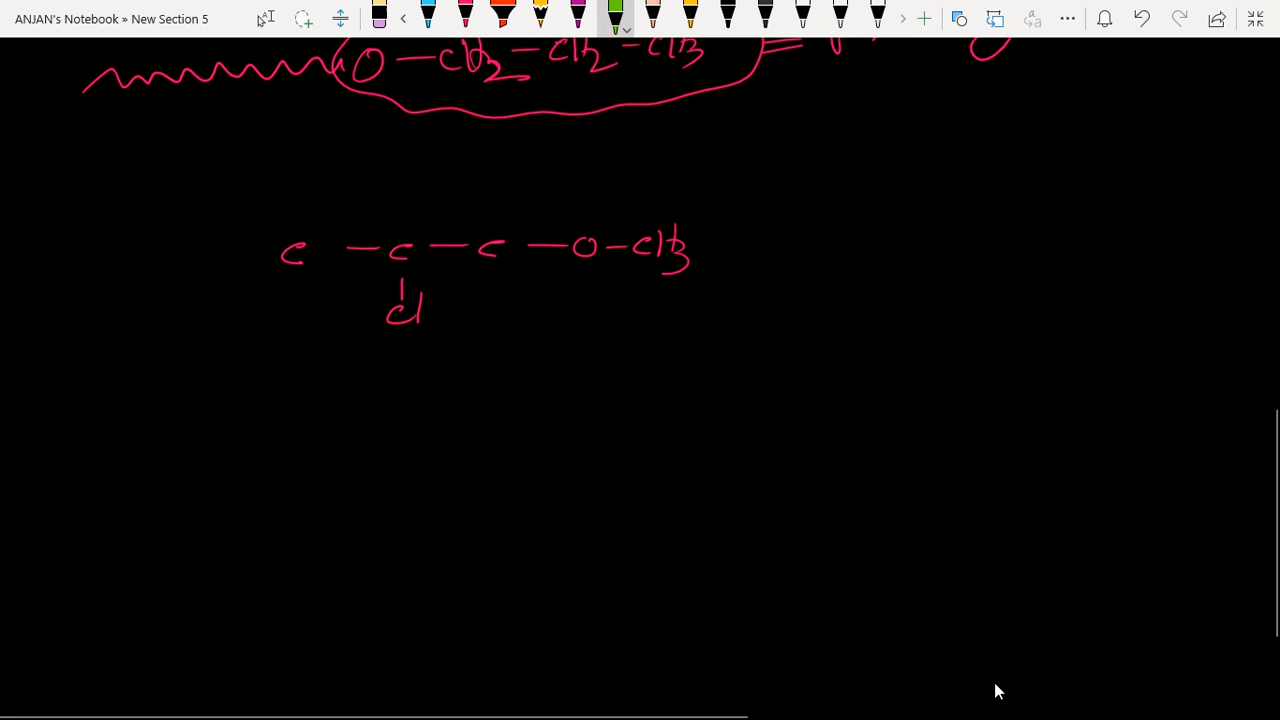 ANJAN's Notebook » New Section 5
O — CH2 — CH2 — CH3
C — C — C — O — CH3
|
Cl